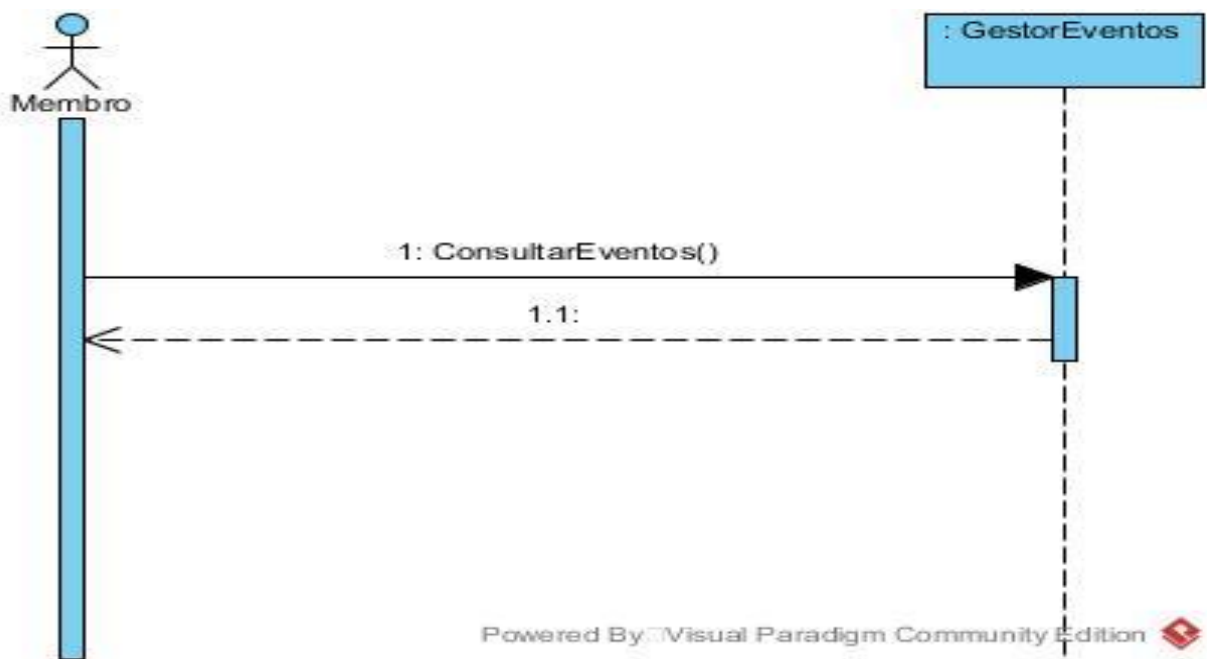 : GestorEventos
Membro
1: ConsultarEventos()
1.1:
Powered By Visual Paradigm Community Edition